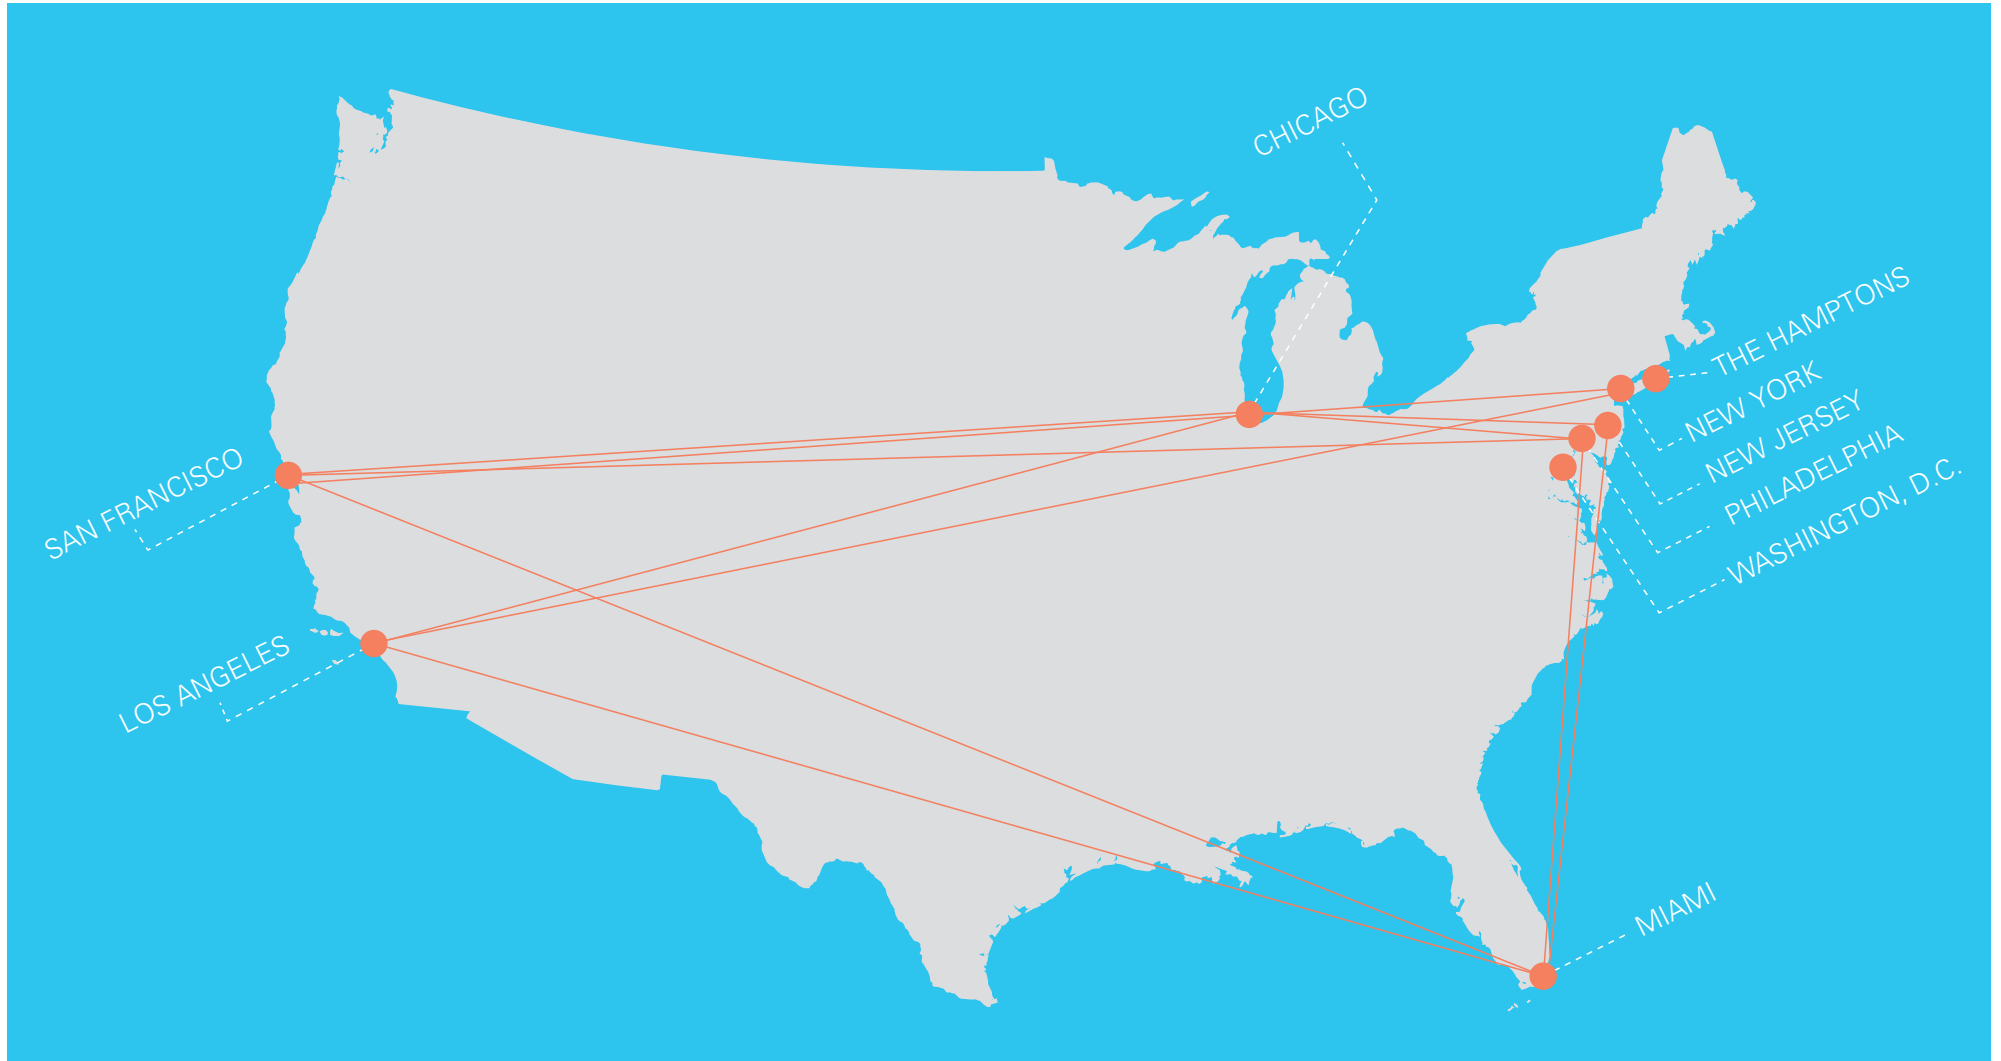 CHICAGO
THE HAMPTONS
NEW YORK
NEW JERSEY
PHILADELPHIA
WASHINGTON, D.C.
SAN FRANCISCO
LOS ANGELES
MIAMI